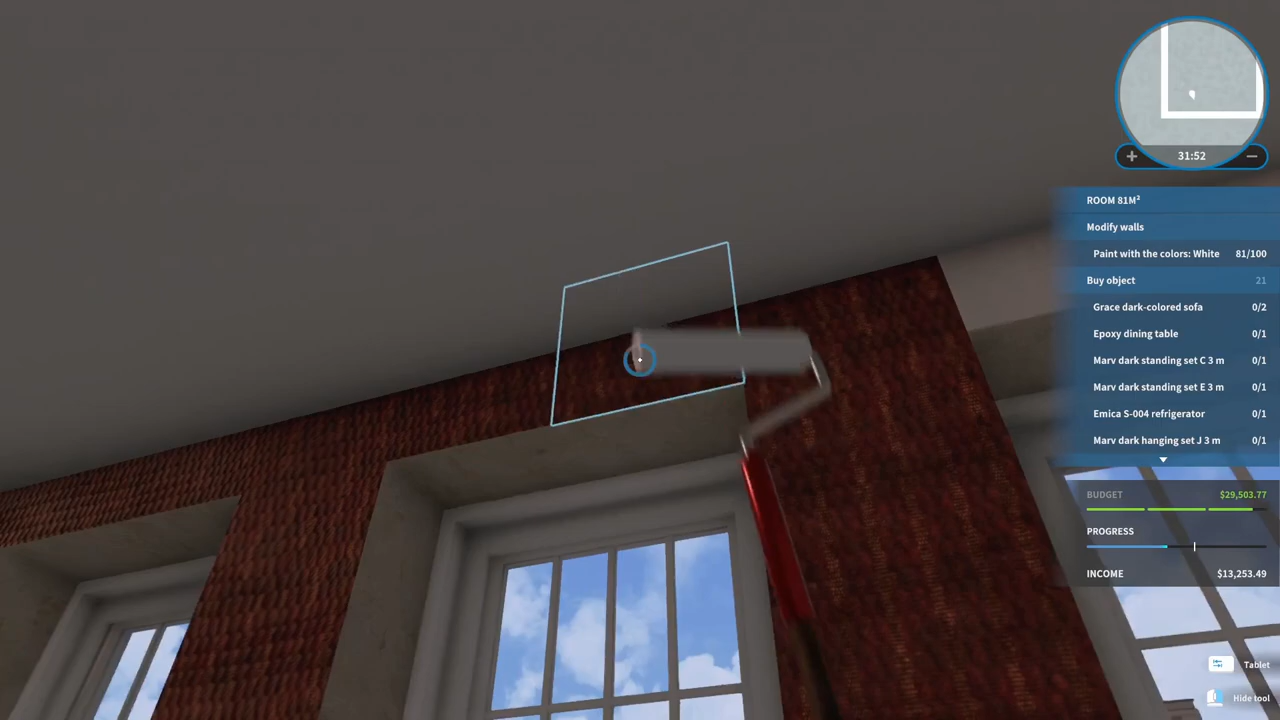 31:52
ROOM 81M²
Modify walls
Paint with the colors: White 81/100
Buy object 21
Grace dark-colored sofa 0/2
Epoxy dining table 0/1
Marv dark standing set C 3 m 0/1
Marv dark standing set E 3 m 0/1
Emica S-004 refrigerator 0/1
Marv dark hanging set J 3 m 0/1
BUDGET $29,503.77
PROGRESS
INCOME $13,253.49
Tablet
Hide tool